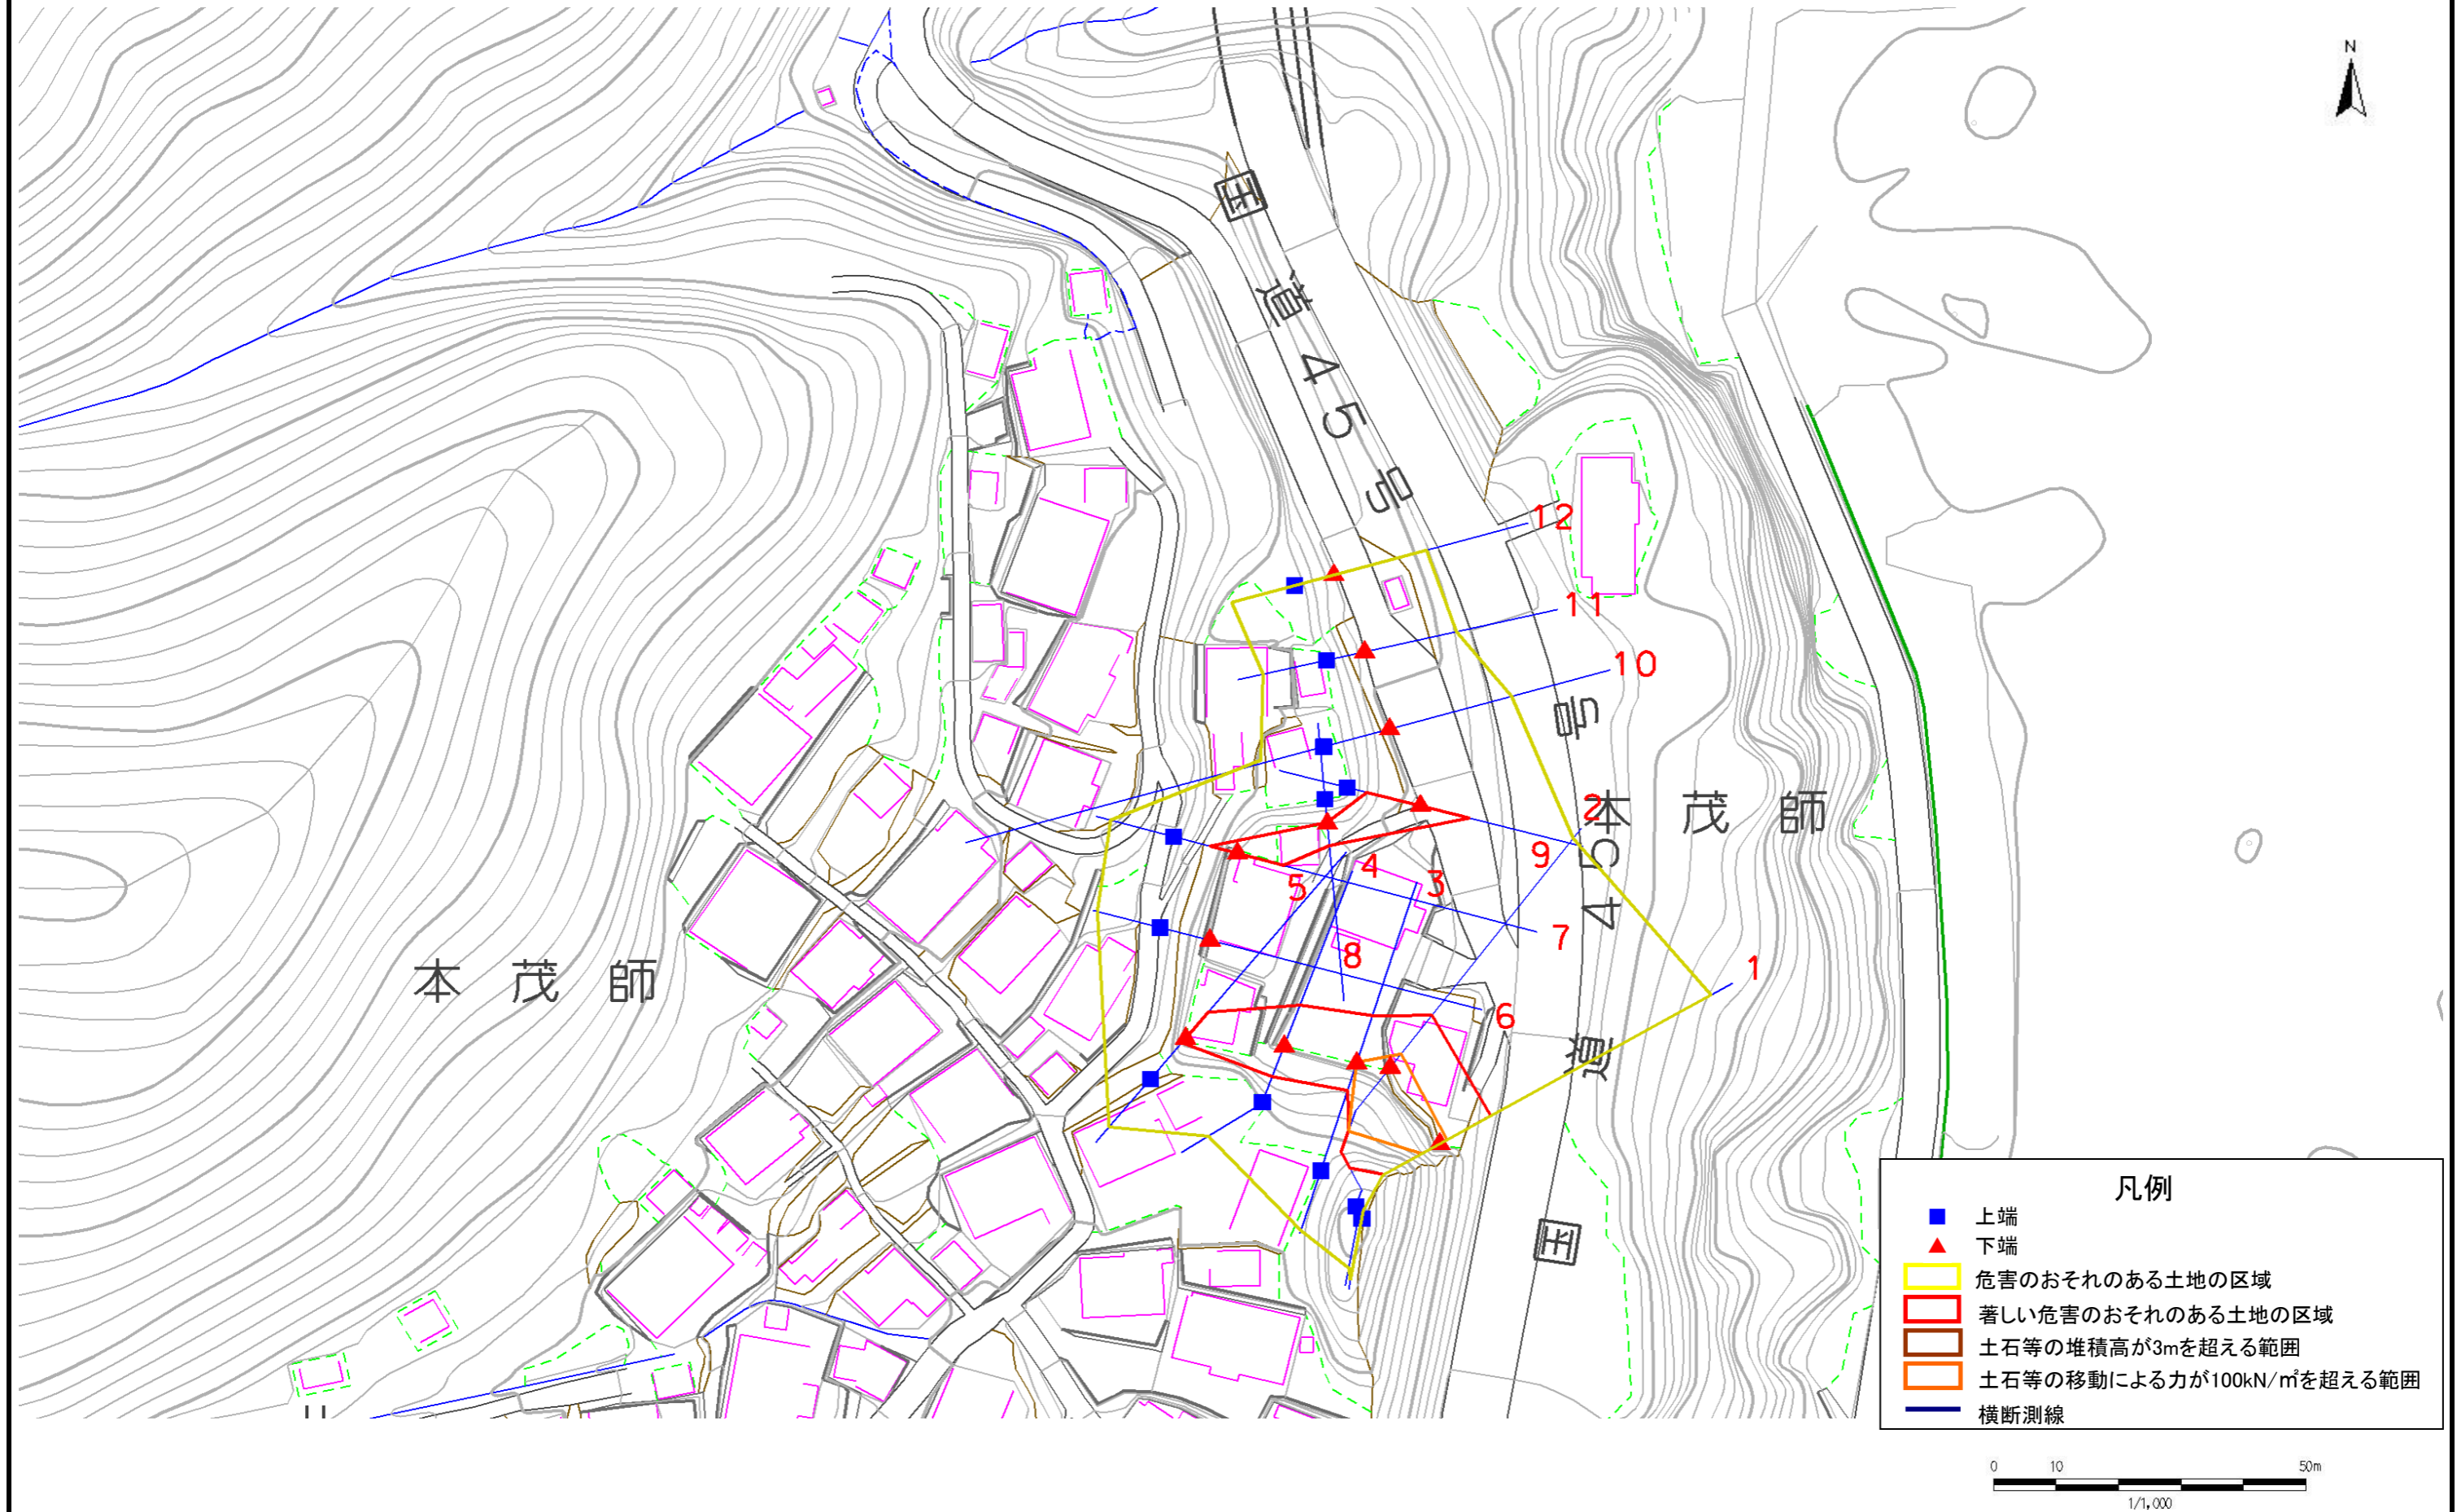 N
国道45号
12
11
10
号
2
本茂師
9
45
4
3
5
7
8
1
本茂師
6
道
国
凡例
上端
下端
危害のおそれのある土地の区域
著しい危害のおそれのある土地の区域
土石等の堆積高が3mを超える範囲
土石等の移動による力が100kN/㎡を超える範囲
横断測線
0 10 50m
1/1,000